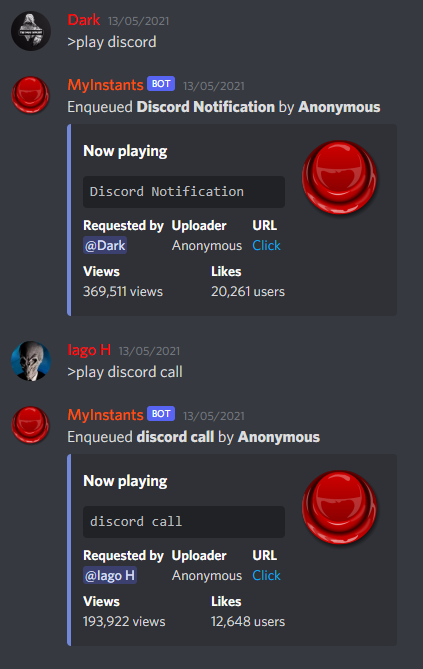 Dark 13/05/2021
>play discord
MyInstants BOT 13/05/2021
Enqueued Discord Notification by Anonymous
Now playing
Discord Notification
Requested by Uploader URL
@Dark Anonymous Click
Views Likes
369,511 views 20,261 users
Iago H 13/05/2021
>play discord call
MyInstants BOT 13/05/2021
Enqueued discord call by Anonymous
Now playing
discord call
Requested by Uploader URL
@Iago H Anonymous Click
Views Likes
193,922 views 12,648 users